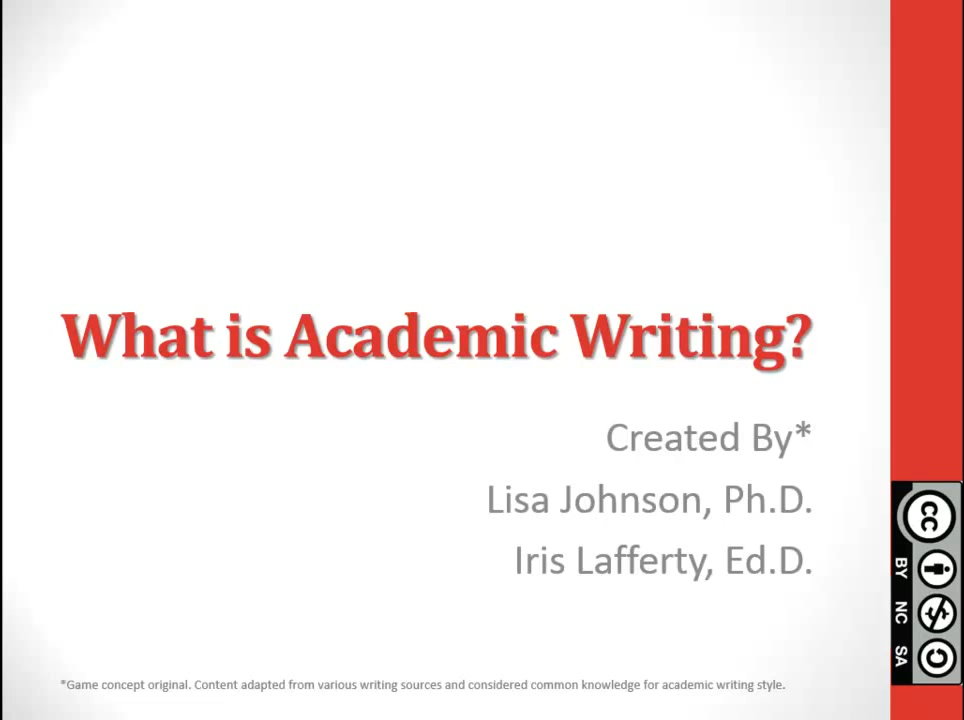 What is Academic Writing?
Created By*
Lisa Johnson, Ph.D.
Iris Lafferty, Ed.D.
*Game concept original. Content adapted from various writing sources and considered common knowledge for academic writing style.
cc
BY NC SA